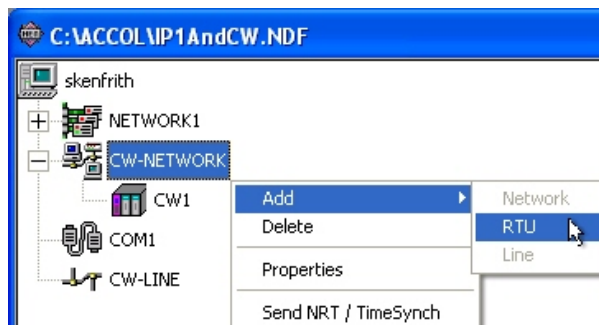 C:\ACCOL\IP1AndCW.NDF
skenfrith
NETWORK1
CW-NETWORK
CW1
COM1
CW-LINE
Add
Delete
Properties
Send NRT / TimeSynch
Network
RTU
Line